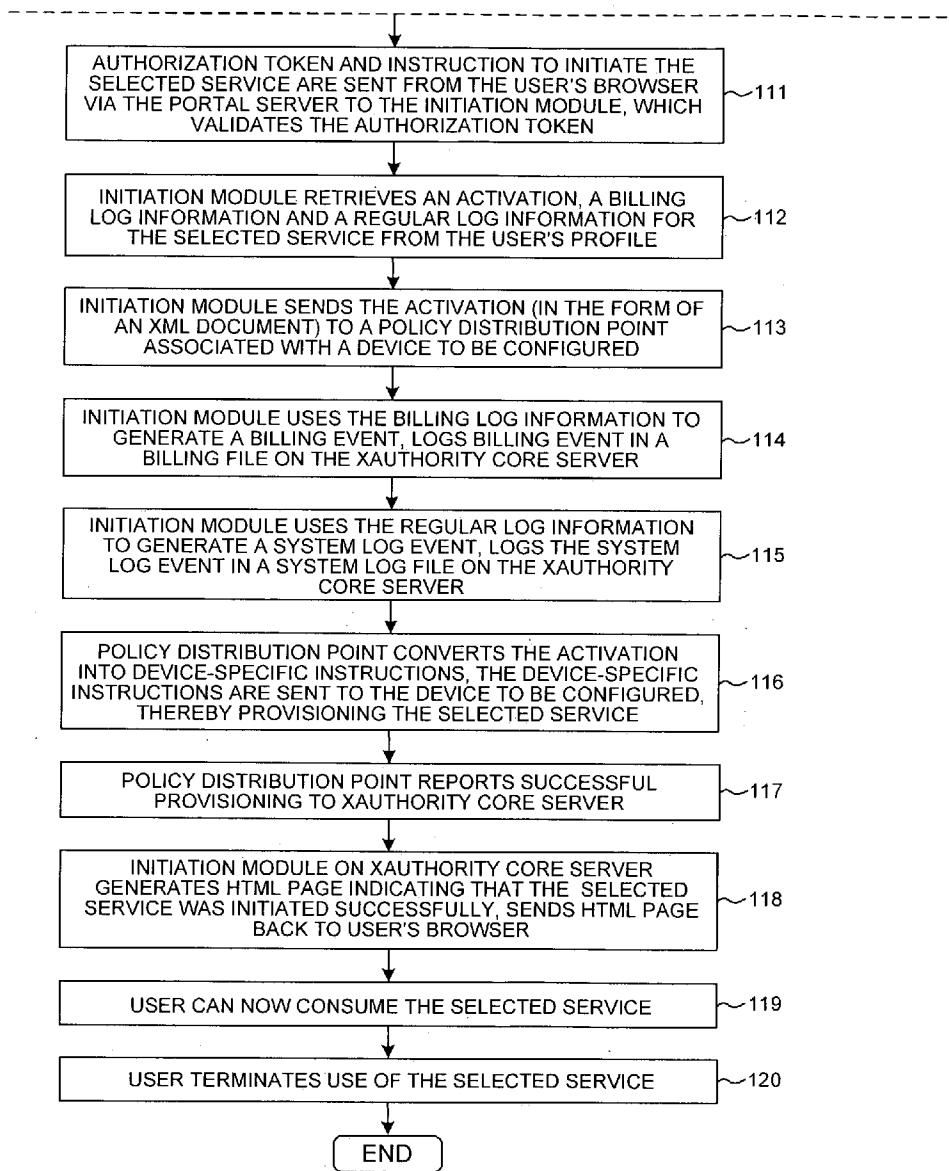 AUTHORIZATION TOKEN AND INSTRUCTION TO INITIATE THE
SELECTED SERVICE ARE SENT FROM THE USER'S BROWSER
VIA THE PORTAL SERVER TO THE INITIATION MODULE, WHICH
VALIDATES THE AUTHORIZATION TOKEN
111
INITIATION MODULE RETRIEVES AN ACTIVATION, A BILLING
LOG INFORMATION AND A REGULAR LOG INFORMATION FOR
THE SELECTED SERVICE FROM THE USER'S PROFILE
112
INITIATION MODULE SENDS THE ACTIVATION (IN THE FORM OF
AN XML DOCUMENT) TO A POLICY DISTRIBUTION POINT
ASSOCIATED WITH A DEVICE TO BE CONFIGURED
113
INITIATION MODULE USES THE BILLING LOG INFORMATION TO
GENERATE A BILLING EVENT, LOGS BILLING EVENT IN A
BILLING FILE ON THE XAUTHORITY CORE SERVER
114
INITIATION MODULE USES THE REGULAR LOG INFORMATION
TO GENERATE A SYSTEM LOG EVENT, LOGS THE SYSTEM
LOG EVENT IN A SYSTEM LOG FILE ON THE XAUTHORITY
CORE SERVER
115
POLICY DISTRIBUTION POINT CONVERTS THE ACTIVATION
INTO DEVICE-SPECIFIC INSTRUCTIONS, THE DEVICE-SPECIFIC
INSTRUCTIONS ARE SENT TO THE DEVICE TO BE CONFIGURED,
THEREBY PROVISIONING THE SELECTED SERVICE
116
POLICY DISTRIBUTION POINT REPORTS SUCCESSFUL
PROVISIONING TO XAUTHORITY CORE SERVER
117
INITIATION MODULE ON XAUTHORITY CORE SERVER
GENERATES HTML PAGE INDICATING THAT THE SELECTED
SERVICE WAS INITIATED SUCCESSFULLY, SENDS HTML PAGE
BACK TO USER'S BROWSER
118
USER CAN NOW CONSUME THE SELECTED SERVICE
119
USER TERMINATES USE OF THE SELECTED SERVICE
120
END